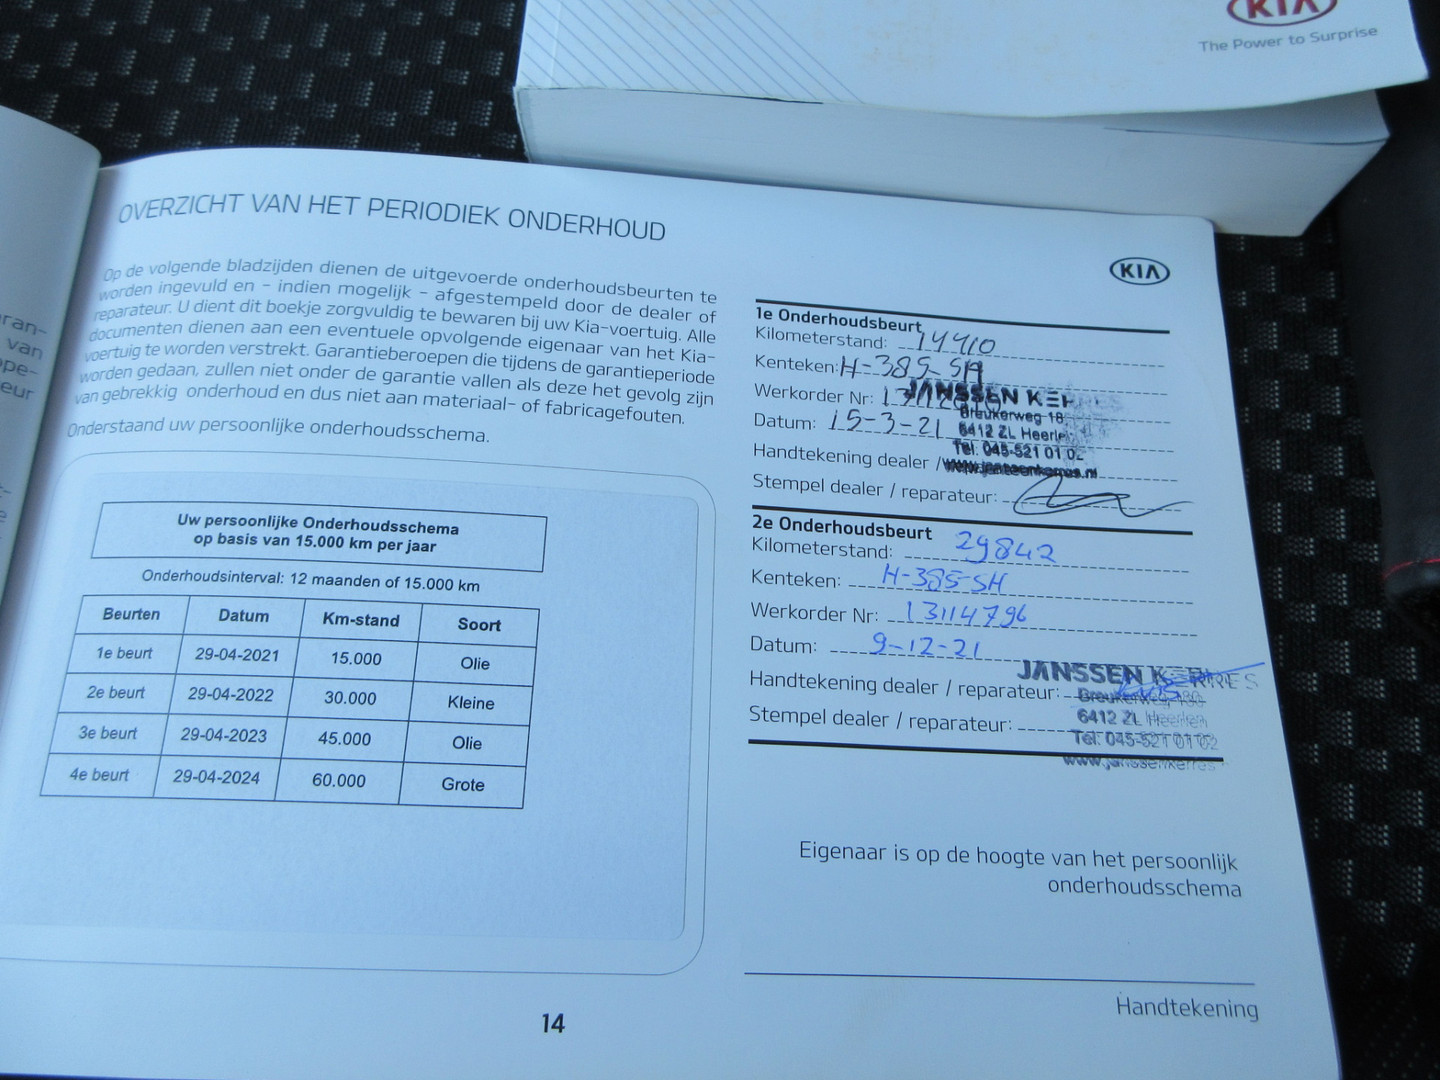 KIA
The Power to Surprise
OVERZICHT VAN HET PERIODIEK ONDERHOUD
Op de volgende bladzijden dienen de uitgevoerde onderhoudsbeurten te
worden ingevuld en - indien mogelijk - afgestempeld door de dealer of
reparateur. U dient dit boekje zorgvuldig te bewaren bij uw Kia-voertuig. Alle
documenten dienen aan een eventuele opvolgende eigenaar van het Kia-
voertuig te worden verstrekt. Garantieberoepen die tijdens de garantieperiode
worden gedaan, zullen niet onder de garantie vallen als deze het gevolg zijn
van gebrekkig onderhoud en dus niet aan materiaal- of fabricagefouten.
Onderstaand uw persoonlijke onderhoudsschema.
Uw persoonlijke Onderhoudsschema
op basis van 15.000 km per jaar
Onderhoudsinterval: 12 maanden of 15.000 km
Beurten Datum Km-stand Soort
1e beurt 29-04-2021 15.000 Olie
2e beurt 29-04-2022 30.000 Kleine
3e beurt 29-04-2023 45.000 Olie
4e beurt 29-04-2024 60.000 Grote
14
KIA
1e Onderhoudsbeurt
Kilometerstand: 14410
Kenteken: H-385-SH
Werkorder Nr:
JANSSEN KER
Breukerweg 18
Datum: 15-3-21
6412 ZL Heerle
Tel: 045-521 01 02
Handtekening dealer /
www.janssenkerres.nl
Stempel dealer / reparateur:
2e Onderhoudsbeurt
Kilometerstand: 29842
Kenteken: H-385-SH
Werkorder Nr: 13114796
Datum: 9-12-21
JANSSEN KERRES
Handtekening dealer / reparateur:
Breukerweg 180
Stempel dealer / reparateur:
6412 ZL Heerlen
Tel: 045-521 01 02
www.janssenkerres
Eigenaar is op de hoogte van het persoonlijk
onderhoudsschema
Handtekening